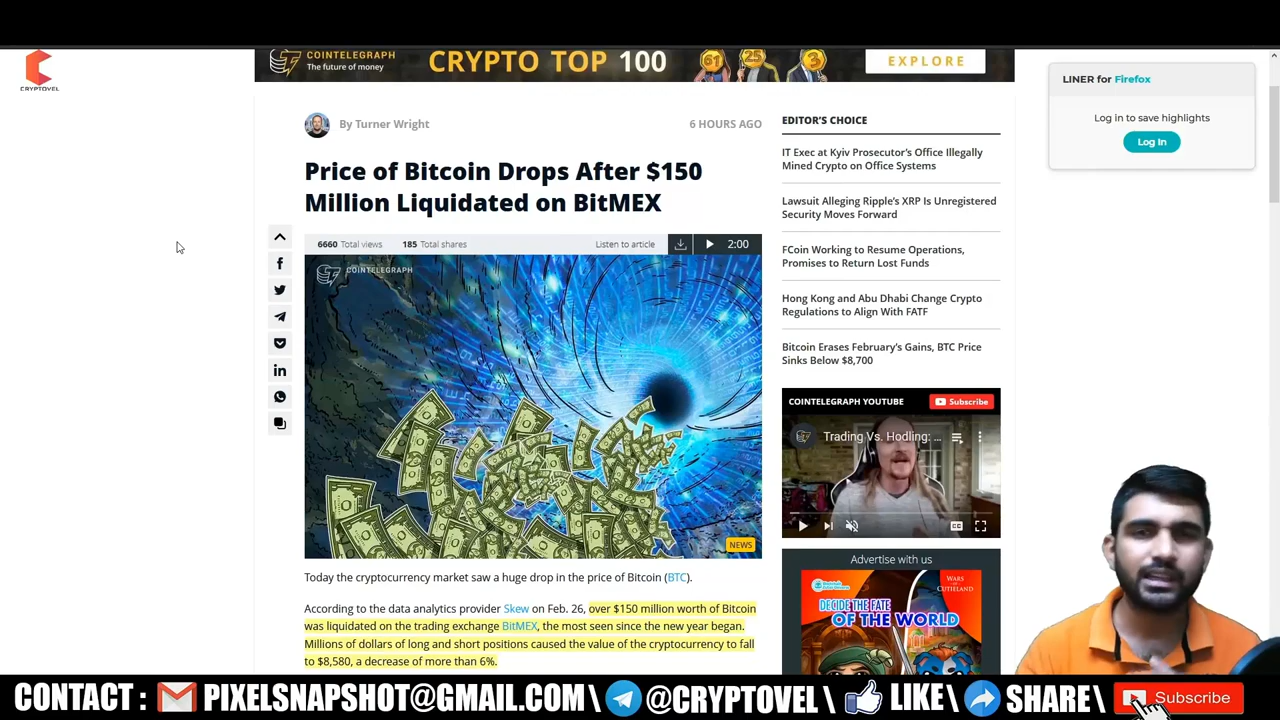 COINTELEGRAPH
The future of money
CRYPTO TOP 100
61
25
3
EXPLORE
CRYPTOVEL
LINER for Firefox
Log in to save highlights
Log In
By Turner Wright
6 HOURS AGO
Price of Bitcoin Drops After $150
Million Liquidated on BitMEX
6660 Total views
185 Total shares
Listen to article
2:00
COINTELEGRAPH
NEWS
Today the cryptocurrency market saw a huge drop in the price of Bitcoin (BTC).
According to the data analytics provider Skew on Feb. 26, over $150 million worth of Bitcoin
was liquidated on the trading exchange BitMEX, the most seen since the new year began.
Millions of dollars of long and short positions caused the value of the cryptocurrency to fall
to $8,580, a decrease of more than 6%.
EDITOR'S CHOICE
IT Exec at Kyiv Prosecutor's Office Illegally
Mined Crypto on Office Systems
Lawsuit Alleging Ripple's XRP Is Unregistered
Security Moves Forward
FCoin Working to Resume Operations,
Promises to Return Lost Funds
Hong Kong and Abu Dhabi Change Crypto
Regulations to Align With FATF
Bitcoin Erases February's Gains, BTC Price
Sinks Below $8,700
COINTELEGRAPH YOUTUBE
Subscribe
Trading Vs. Hodling: ...
Advertise with us
WARS
CUTIELAND
DECIDE THE FATE
OF THE WORLD
CONTACT : PIXELSNAPSHOT@GMAIL.COM \ @CRYPTOVEL \ LIKE \ SHARE \ Subscribe